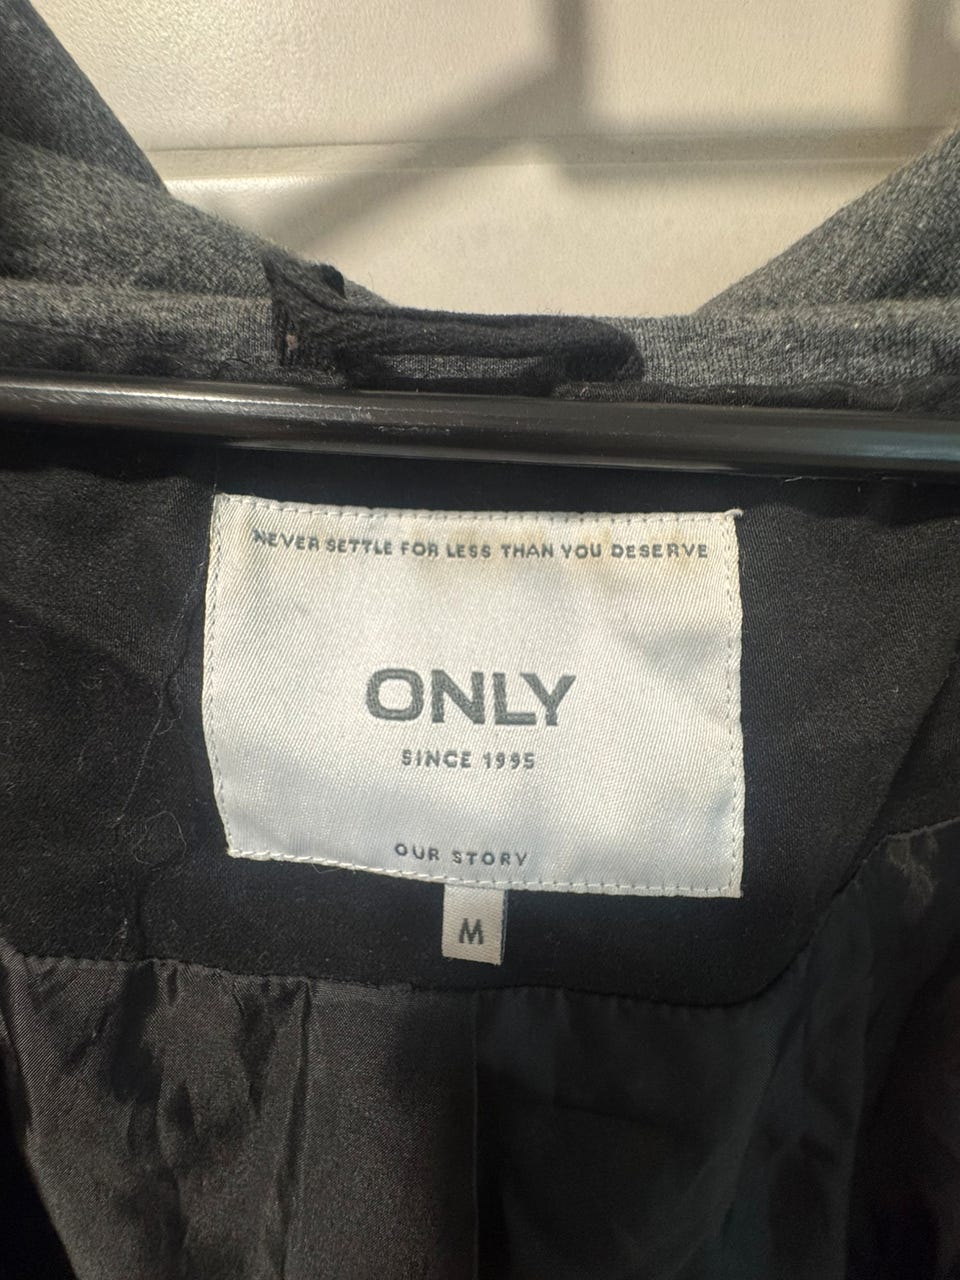 NEVER SETTLE FOR LESS THAN YOU DESERVE
ONLY
SINCE 1995
OUR STORY
M